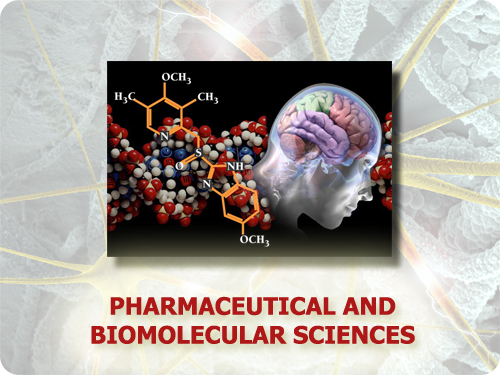 OCH₃
H₃C
CH₃
N
S
O
NH
N
OCH₃
PHARMACEUTICAL AND
BIOMOLECULAR SCIENCES